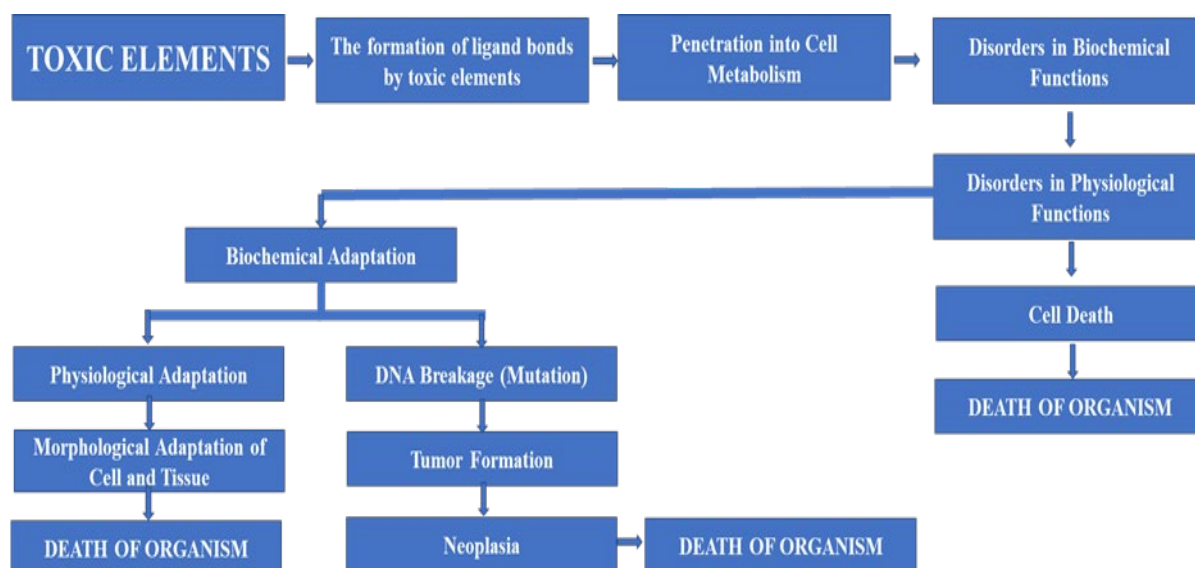 TOXIC ELEMENTS
The formation of ligand bonds
by toxic elements
Penetration into Cell
Metabolism
Disorders in Biochemical
Functions
Disorders in Physiological
Functions
Biochemical Adaptation
Cell Death
Physiological Adaptation
DNA Breakage (Mutation)
DEATH OF ORGANISM
Morphological Adaptation of
Cell and Tissue
Tumor Formation
DEATH OF ORGANISM
Neoplasia
DEATH OF ORGANISM